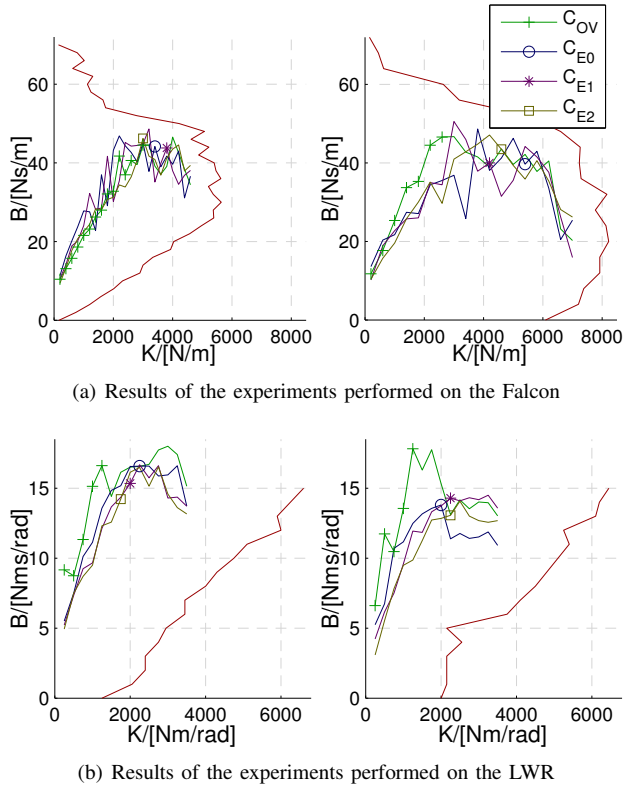 C_OV
C_E0
C_E1
C_E2
60
40
20
0
B/[Ns/m]
0 2000 4000 6000 8000
K/[N/m]
60
40
20
0
B/[Ns/m]
0 2000 4000 6000 8000
K/[N/m]
(a) Results of the experiments performed on the Falcon
15
10
5
0
B/[Nms/rad]
0 2000 4000 6000
K/[Nm/rad]
15
10
5
0
B/[Nms/rad]
0 2000 4000 6000
K/[Nm/rad]
(b) Results of the experiments performed on the LWR